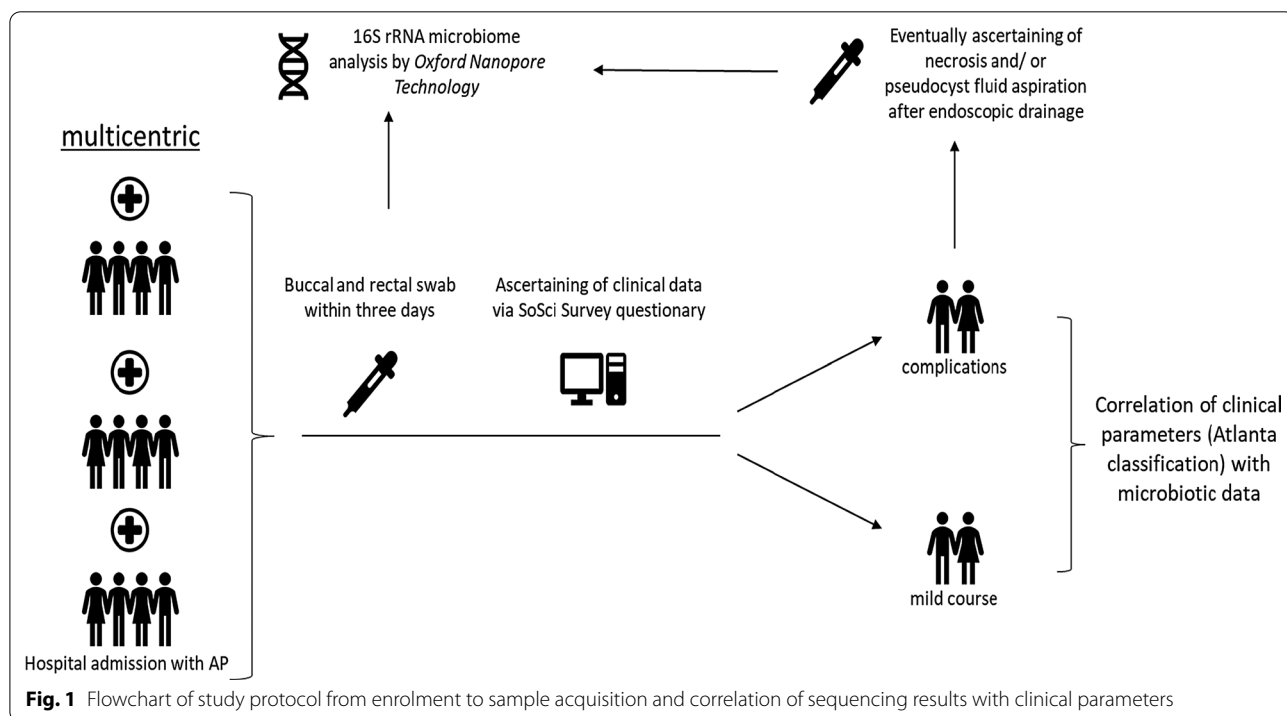 16S rRNA microbiome
analysis by Oxford Nanopore
Technology
Eventually ascertaining of
necrosis and/ or
pseudocyst fluid aspiration
after endoscopic drainage
multicentric
Buccal and rectal swab
within three days
Ascertaining of clinical data
via SoSci Survey questionary
complications
Correlation of clinical
parameters (Atlanta
classification) with
microbiotic data
mild course
Hospital admission with AP
Fig. 1 Flowchart of study protocol from enrolment to sample acquisition and correlation of sequencing results with clinical parameters